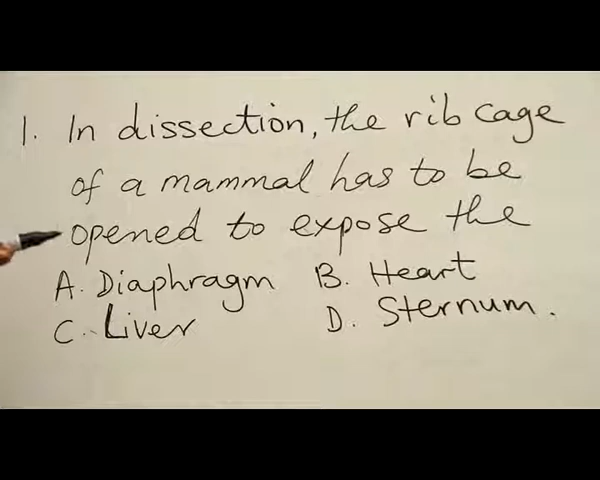 1. In dissection, the rib cage
of a mammal has to be
opened to expose the
A. Diaphragm B. Heart
C. Liver D. Sternum.